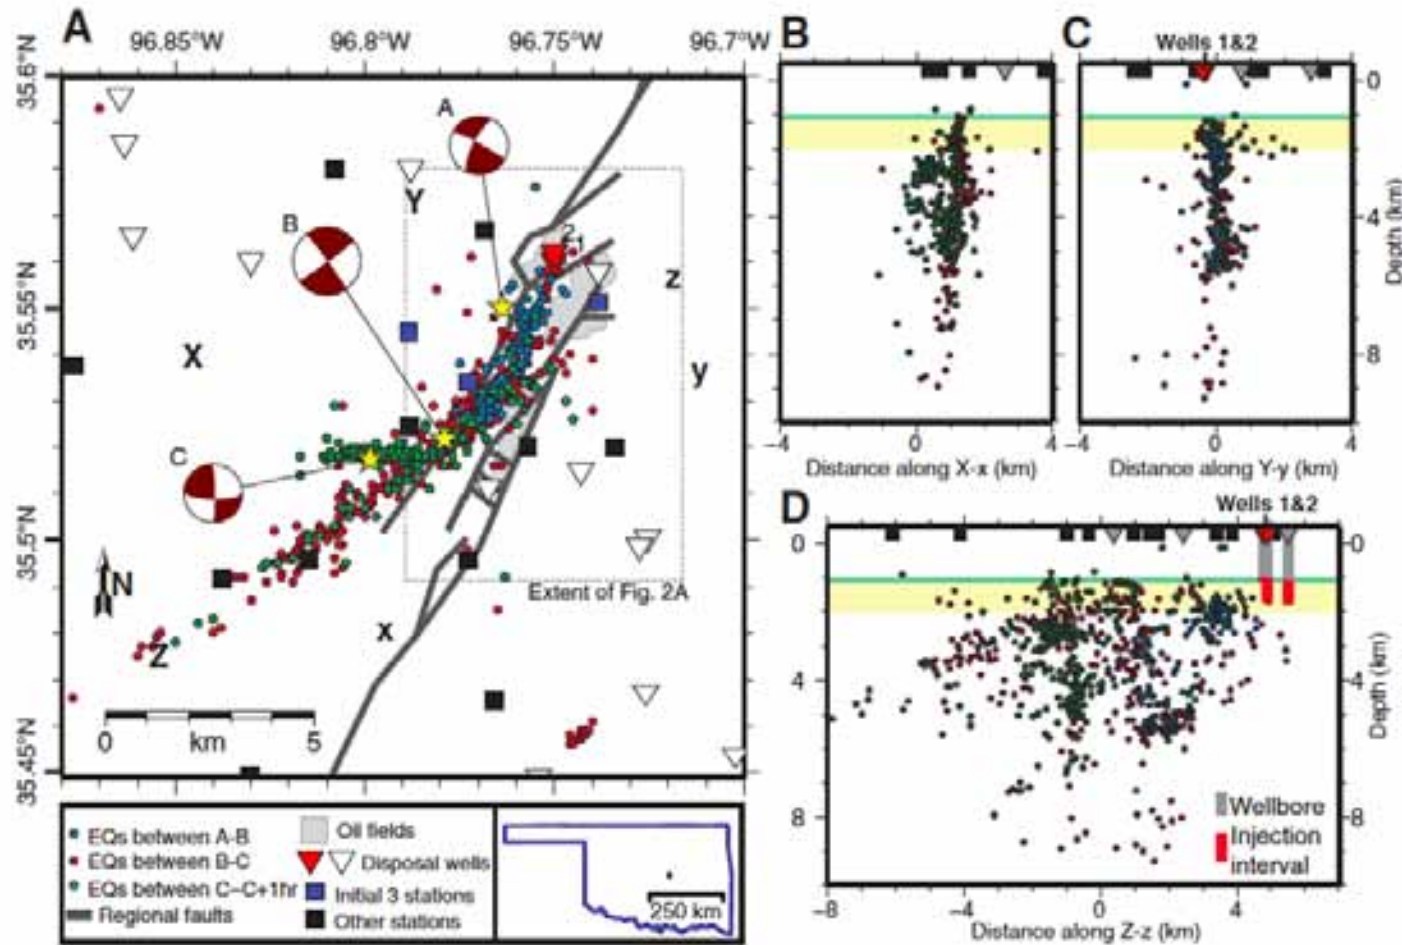 A
96.85°W 96.8°W 96.75°W 96.7°W
35.6°N
35.55°N
35.5°N
35.45°N
A
B
C
Y
2
1
z
X
y
x
Z
N
Extent of Fig. 2A
0 km 5
EQs between A-B
EQs between B-C
EQs between C-C+1hr
Regional faults
Oil fields
Disposal wells
Initial 3 stations
Other stations
250 km
B
-4 0 4
Distance along X-x (km)
C
Wells 1&2
0
4
8
Depth (km)
-4 0 4
Distance along Y-y (km)
D
Wells 1&2
0
4
8
0
4
8
Depth (km)
Wellbore
Injection
interval
-8 -4 0 4
Distance along Z-z (km)